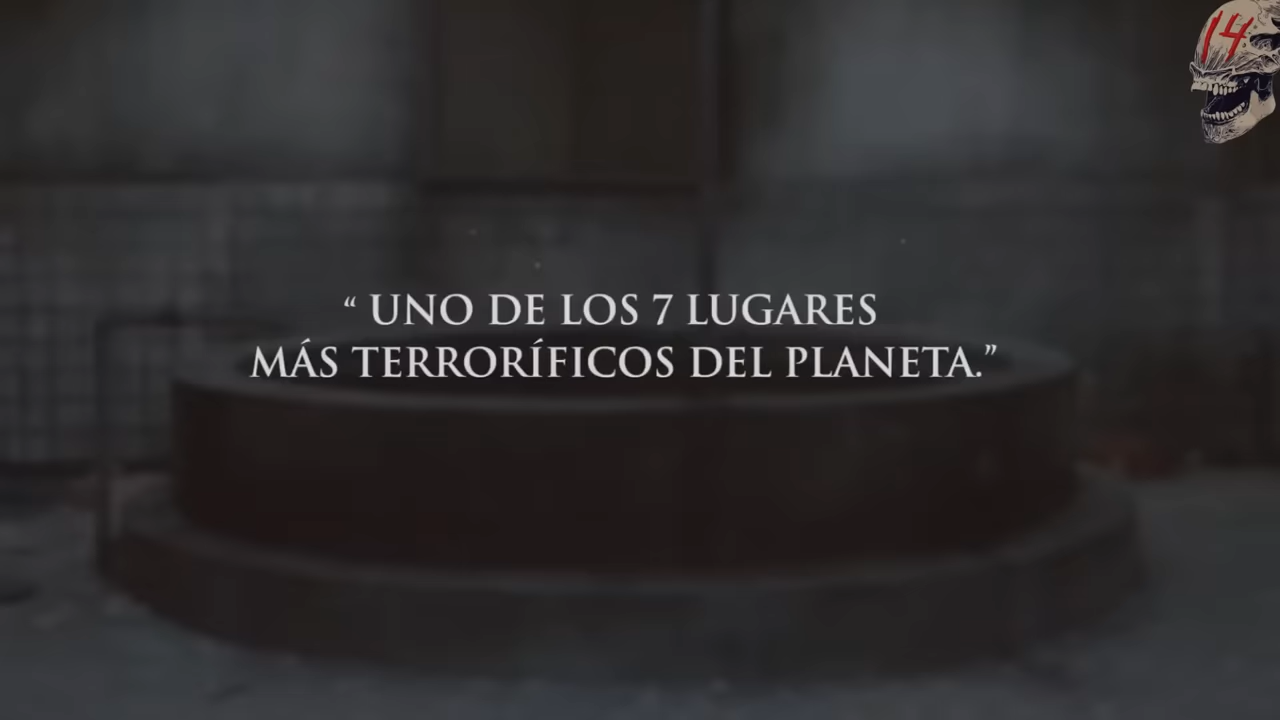 14
“ UNO DE LOS 7 LUGARES
MÁS TERRORÍFICOS DEL PLANETA.”